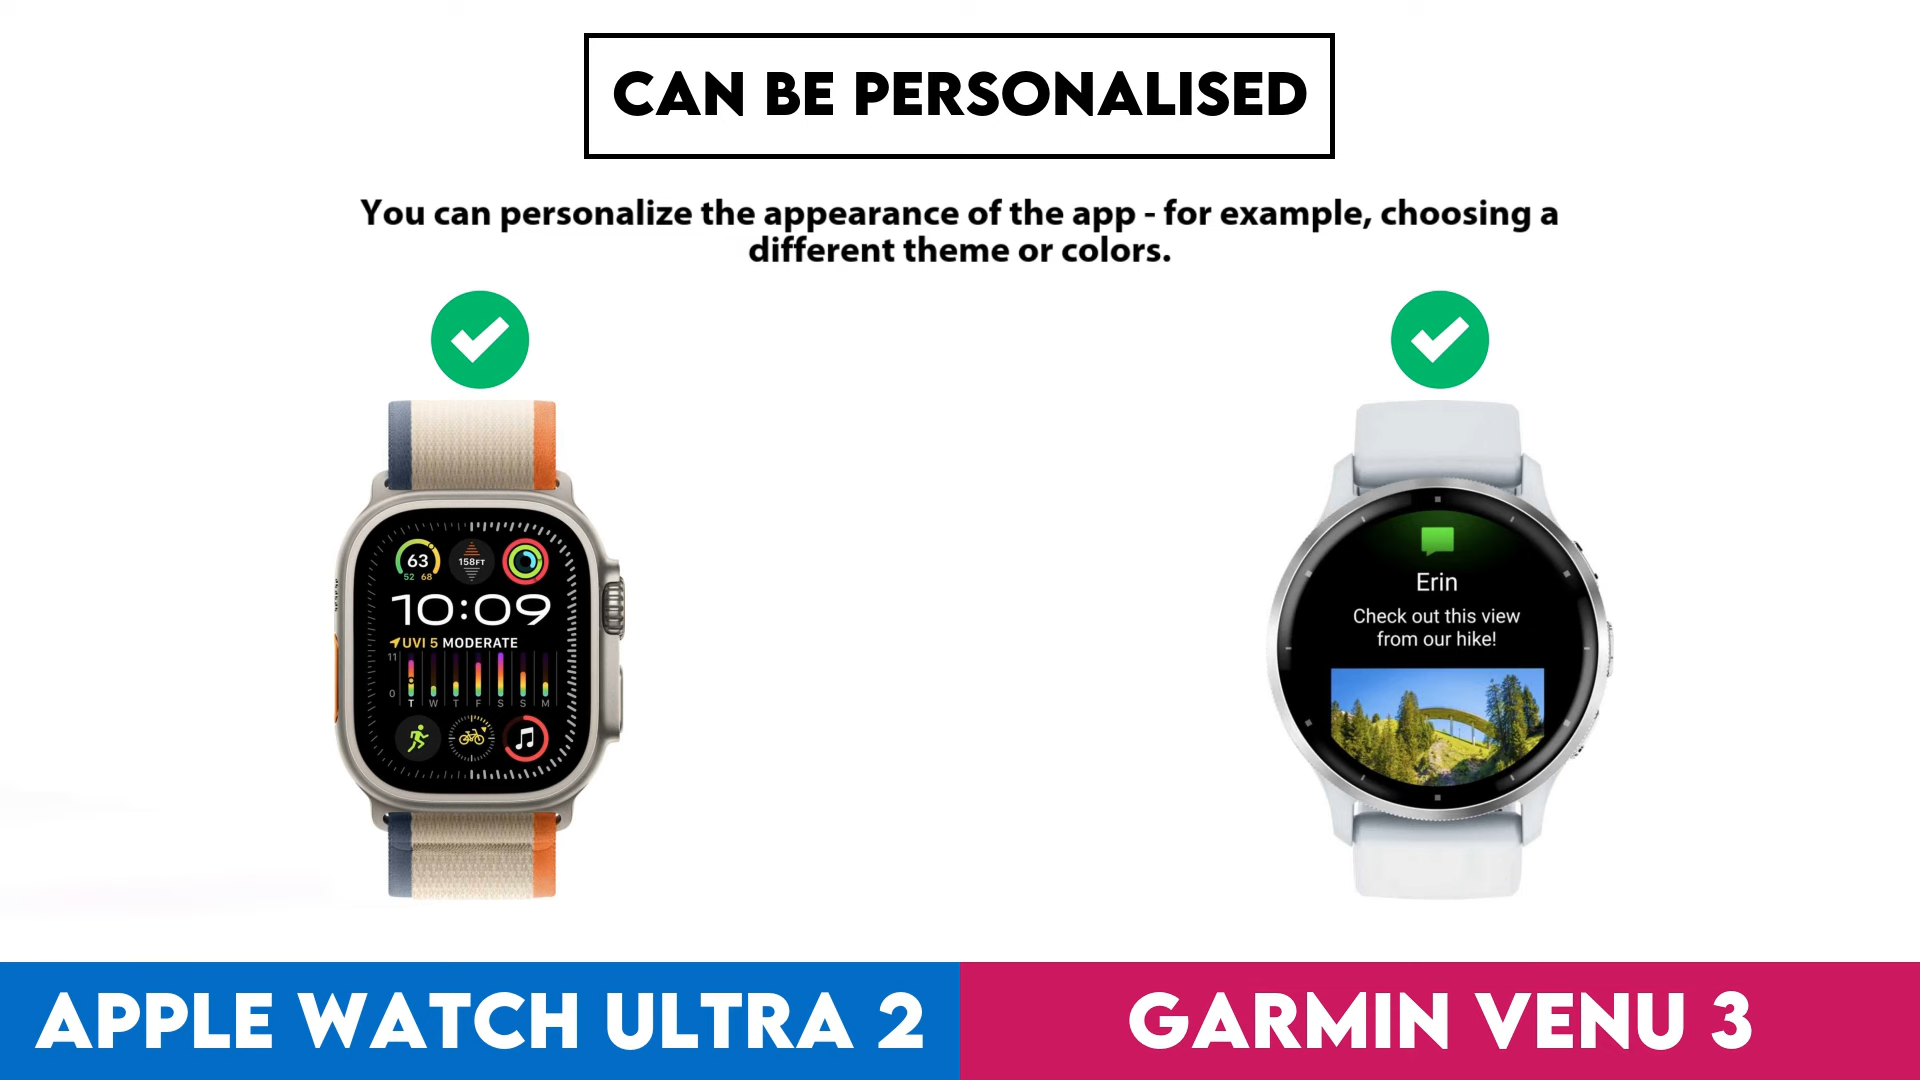 CAN BE PERSONALISED
You can personalize the appearance of the app - for example, choosing a
different theme or colors.
63
52 68
158FT
10:09
UVI 5 MODERATE
11
0
T W T F S S M
Erin
Check out this view
from our hike!
APPLE WATCH ULTRA 2
GARMIN VENU 3